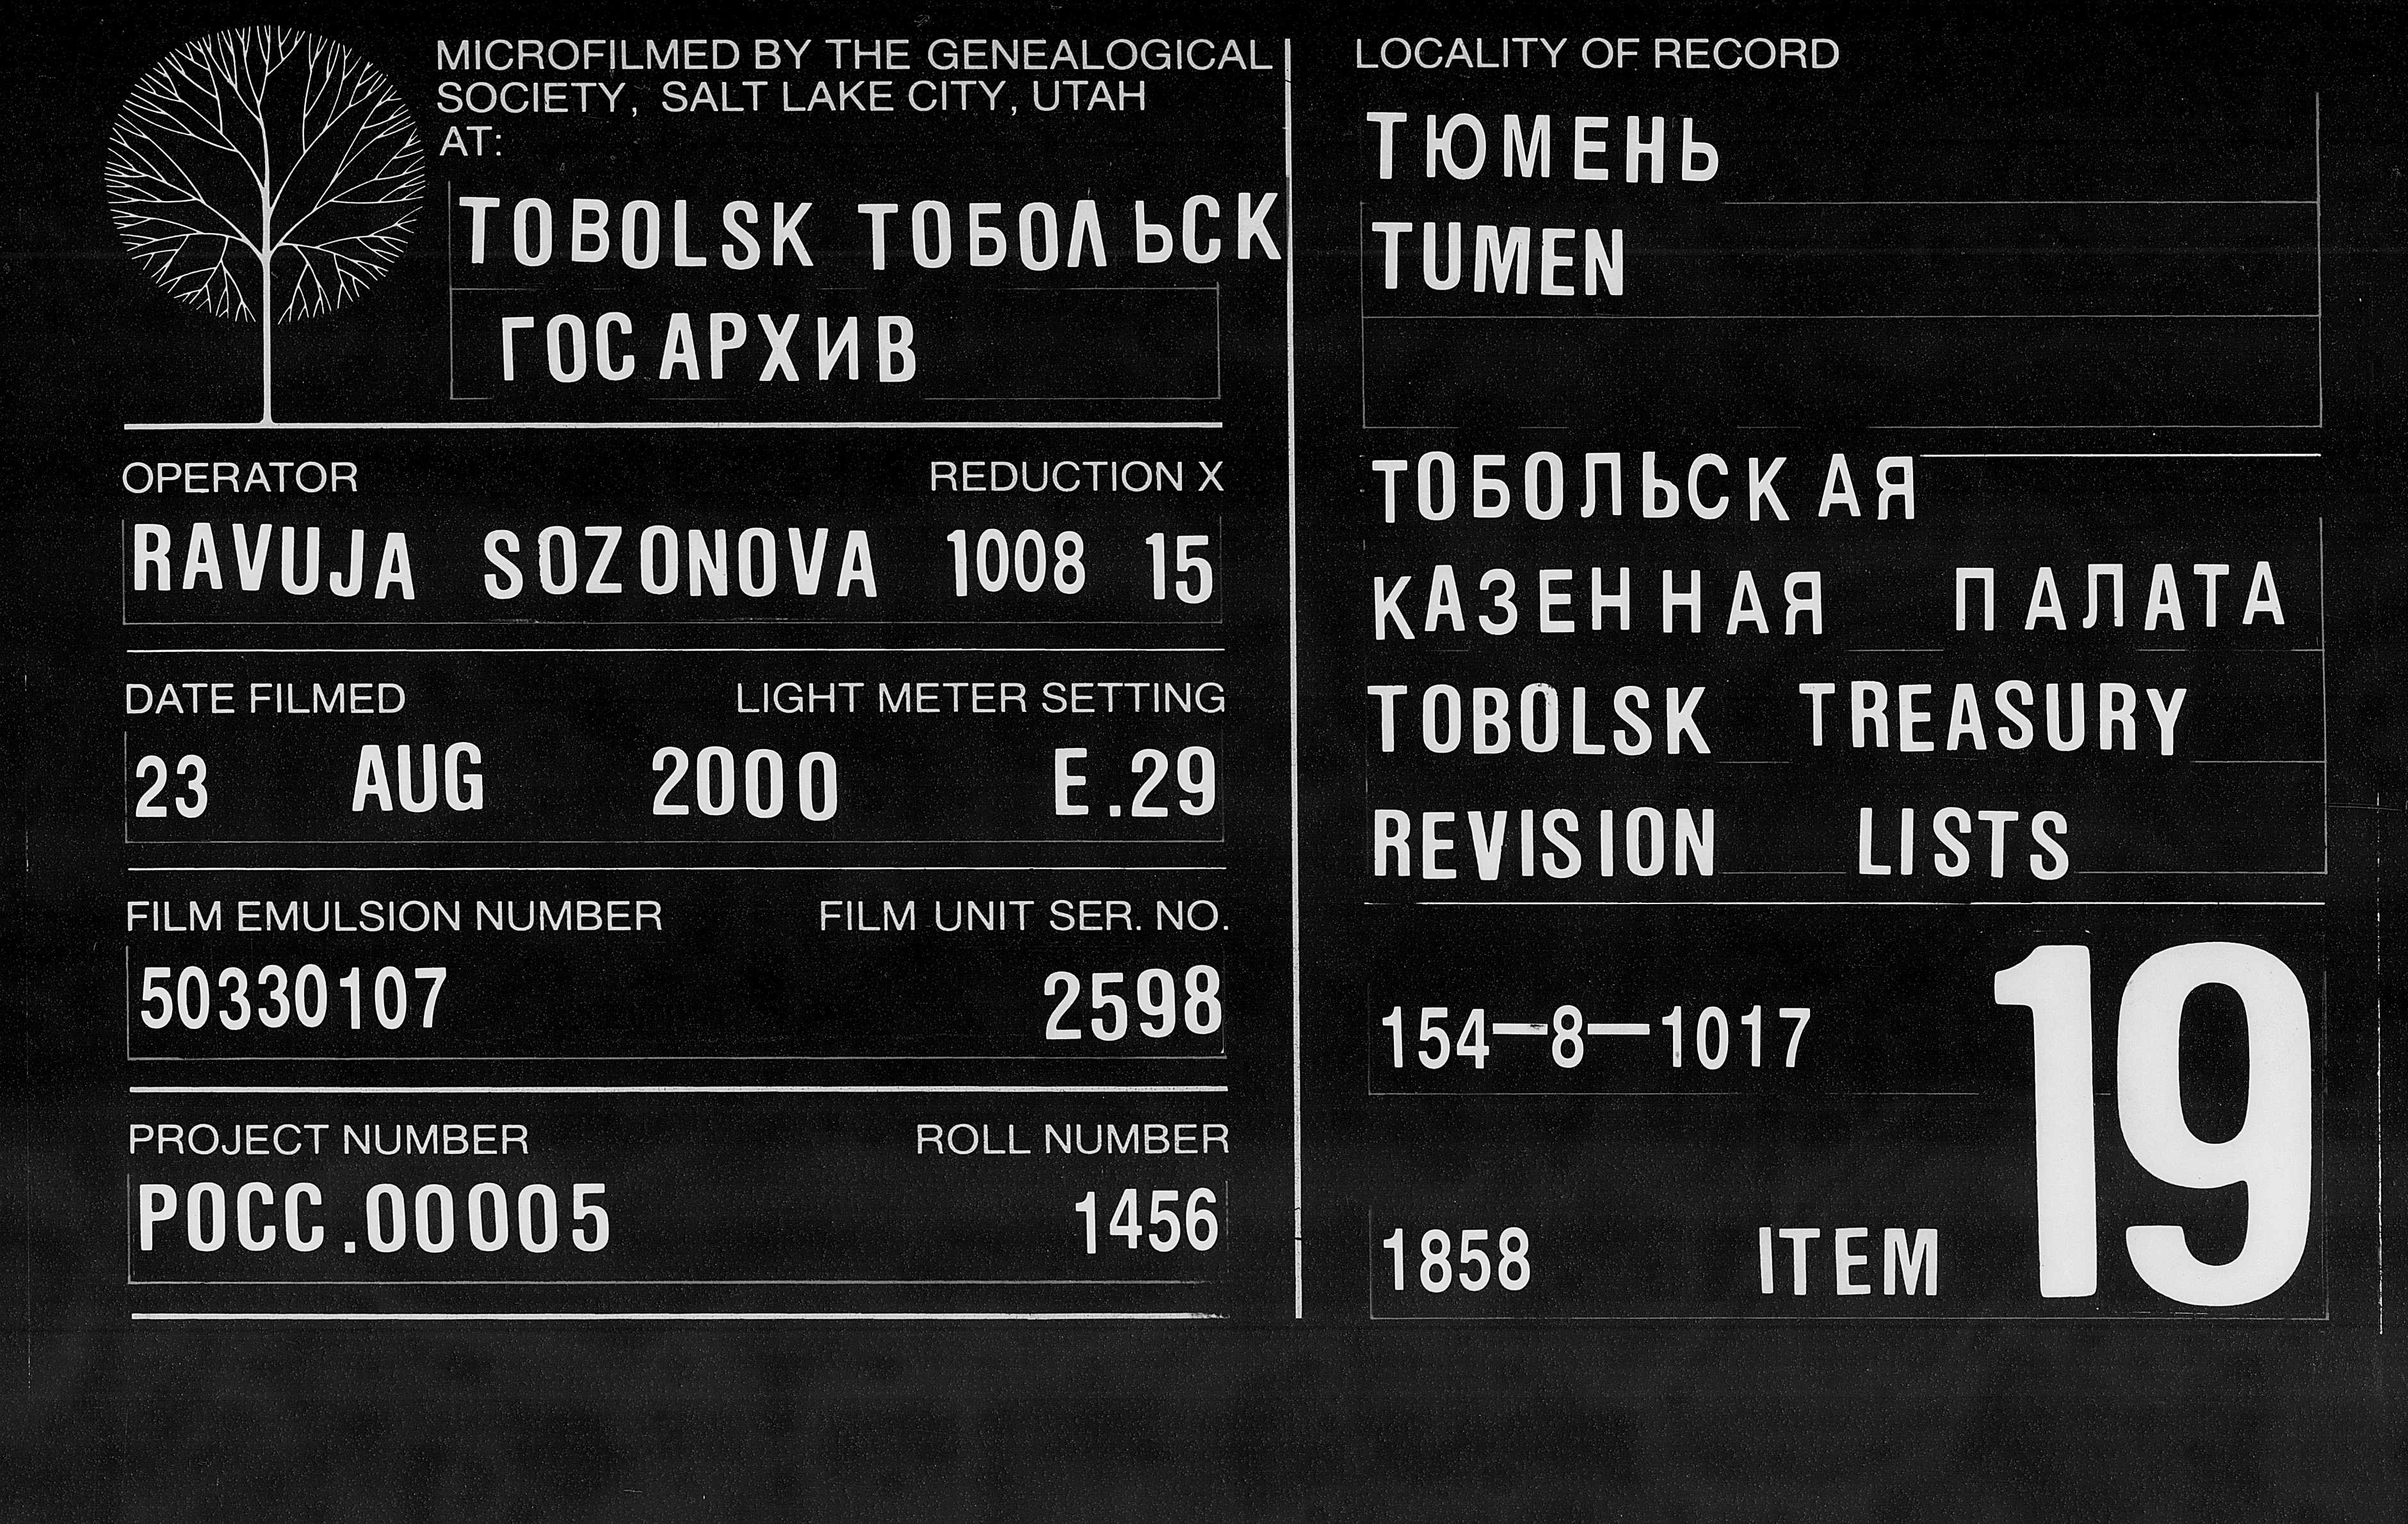 MICROFILMED BY THE GENEALOGICAL
SOCIETY, SALT LAKE CITY, UTAH
AT:
TOBOLSK ТОБОЛЬСК
ГОСАРХИВ
OPERATOR REDUCTION X
RAVUJA SOZONOVA 1008 15
DATE FILMED LIGHT METER SETTING
23 AUG 2000 E.29
FILM EMULSION NUMBER FILM UNIT SER. NO.
50330107 2598
PROJECT NUMBER ROLL NUMBER
РОСС.00005 1456
LOCALITY OF RECORD
ТЮМЕНЬ
TUMEN
ТОБОЛЬСКАЯ
КАЗЕННАЯ ПАЛАТА
TOBOLSK TREASURY
REVISION LISTS
154—8—1017
1858 ITEM 19